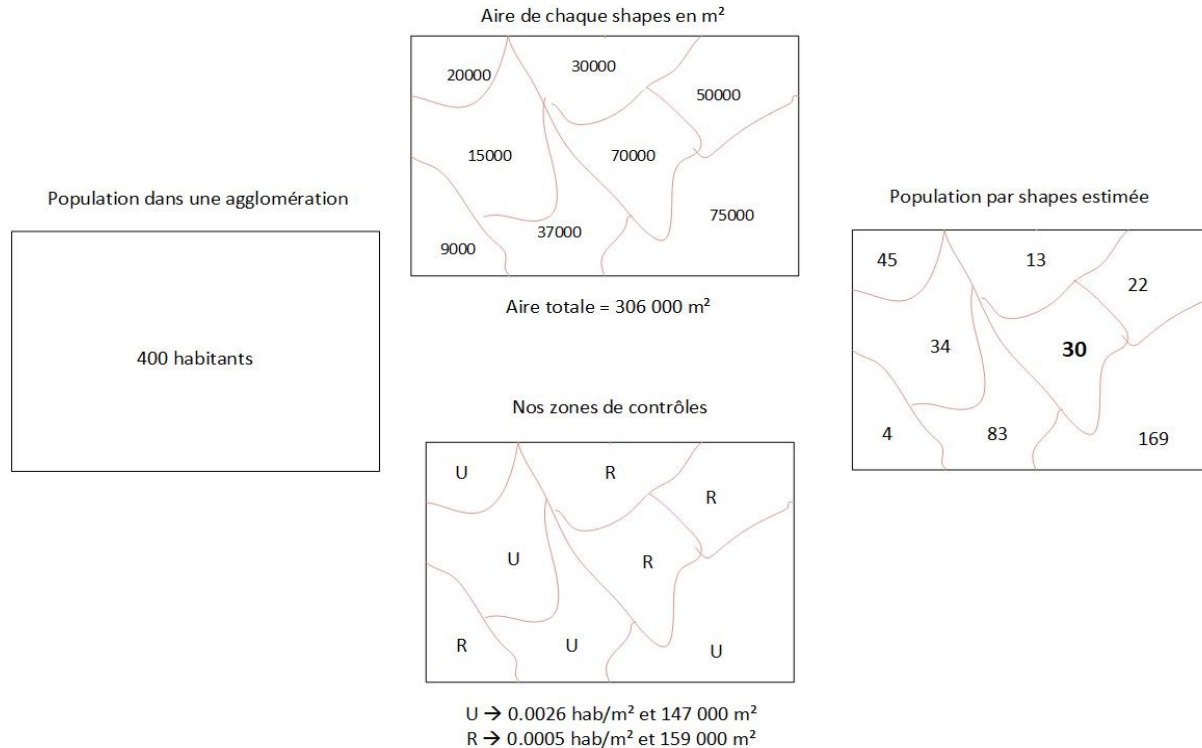 Aire de chaque shapes en m²
20000
30000
50000
15000
70000
75000
9000
37000
Aire totale = 306 000 m²
Population dans une agglomération
400 habitants
Population par shapes estimée
45
13
22
34
30
4
83
169
Nos zones de contrôles
U
R
R
U
R
R
U
U
U → 0.0026 hab/m² et 147 000 m²
R → 0.0005 hab/m² et 159 000 m²